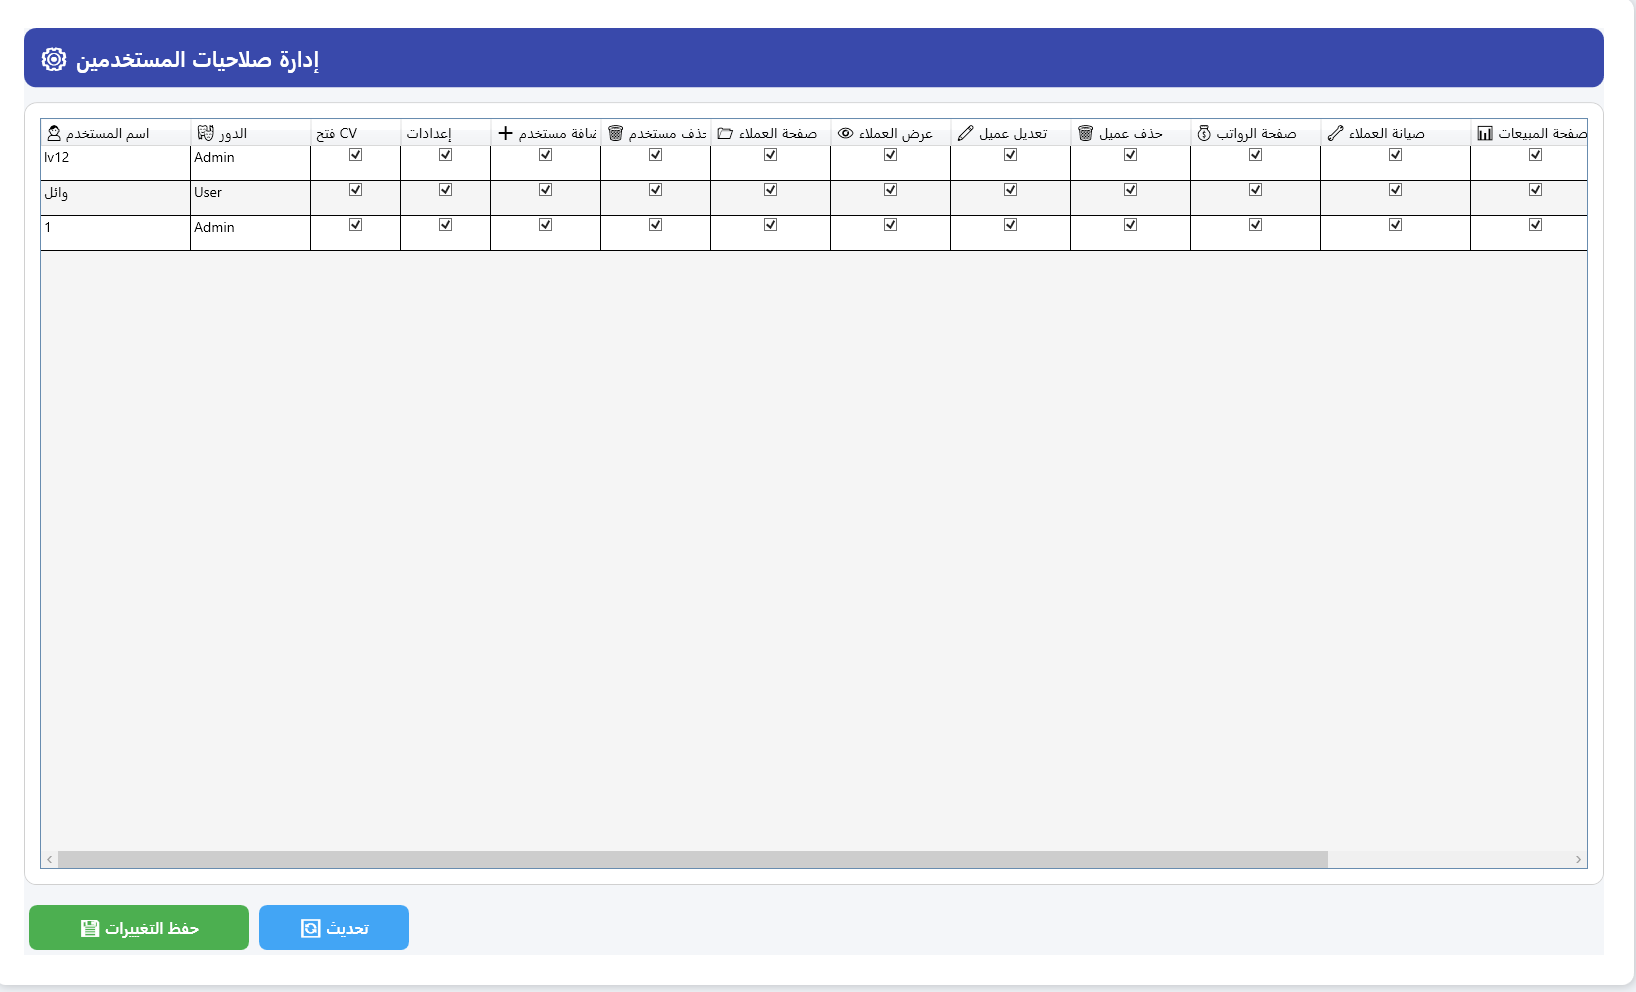 إدارة صلاحيات المستخدمين
اسم المستخدم الدور فتح CV إعدادات ضافة مستخدم حذف مستخدم صفحة العملاء عرض العملاء تعديل عميل حذف عميل صفحة الرواتب صيانة العملاء صفحة المبيعات
lv12 Admin
وائل User
1 Admin
حفظ التغييرات تحديث